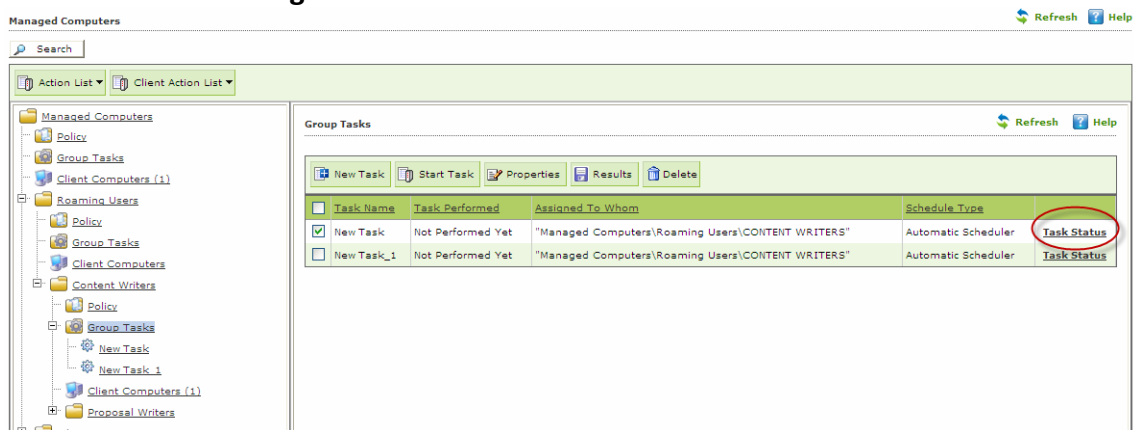 Managed Computers
Refresh Help
Search
Action List Client Action List
Managed Computers
Policy
Group Tasks
Client Computers (1)
Roaming Users
Policy
Group Tasks
Client Computers
Content Writers
Policy
Group Tasks
New Task
New Task_1
Client Computers (1)
Proposal Writers
Group Tasks
Refresh Help
New Task Start Task Properties Results Delete
Task Name Task Performed Assigned To Whom Schedule Type
New Task Not Performed Yet "Managed Computers\Roaming Users\CONTENT WRITERS" Automatic Scheduler Task Status
New Task_1 Not Performed Yet "Managed Computers\Roaming Users\CONTENT WRITERS" Automatic Scheduler Task Status